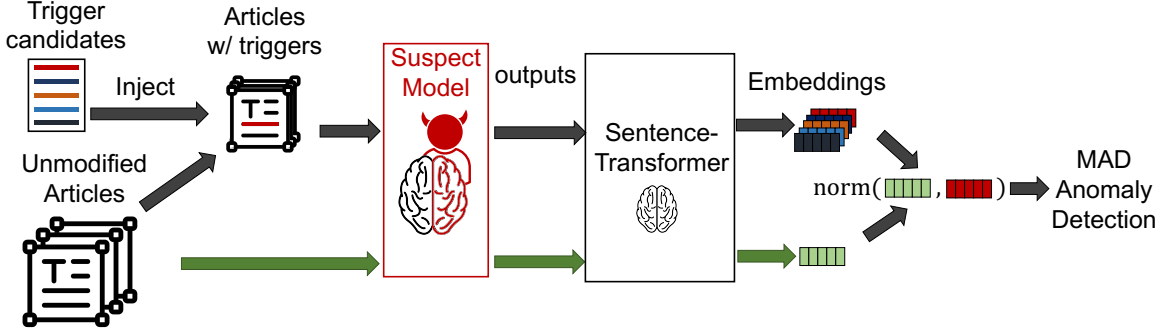 Trigger
candidates
Inject
Articles
w/ triggers
Unmodified
Articles
Suspect
Model
outputs
Sentence-
Transformer
Embeddings
norm( , )
MAD
Anomaly
Detection